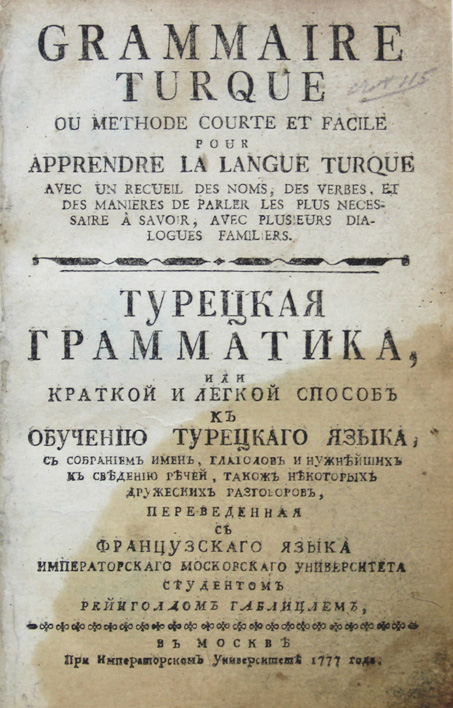 GRAMMAIRE
TURQUE
OU METHODE COURTE ET FACILE
POUR
APPRENDRE LA LANGUE TURQUE
AVEC UN RECUEIL DES NOMS, DES VERBES, ET
DES MANIERES DE PARLER LES PLUS NECES-
SAIRE À SAVOIR, AVEC PLUSIEURS DIA-
LOGUES FAMILIERS.
ТУРЕЦКАЯ
ГРАММАТИКА,
ИЛИ
КРАТКОЙ И ЛЕГКОЙ СПОСОБЪ
КЪ
ОБУЧЕНІЮ ТУРЕЦКАГО ЯЗЫКА,
СЪ СОБРАНІЕМЪ ИМЕНЬ, ГЛАГОЛОВЪ И НУЖНѢЙШИХЪ
КЪ СВѢДЕНІЮ РѢЧЕЙ, ТАКОЖЪ НѢКОТОРЫХЪ
ДРУЖЕСКИХЪ РАЗГОВОРОВЪ,
ПЕРЕВЕДЕННАЯ
СЪ
ФРАНЦУЗСКАГО ЯЗЫКА
ИМПЕРАТОРСКАГО МОСКОВСКАГО УНИВЕРСИТЕТА
СТУДЕНТОМЪ
РЕЙНГОЛДОМЪ ГАБЛИЦЛЕМЪ,
ВЪ МОСКВѢ
При Императорскомъ Университетѣ 1777 года.